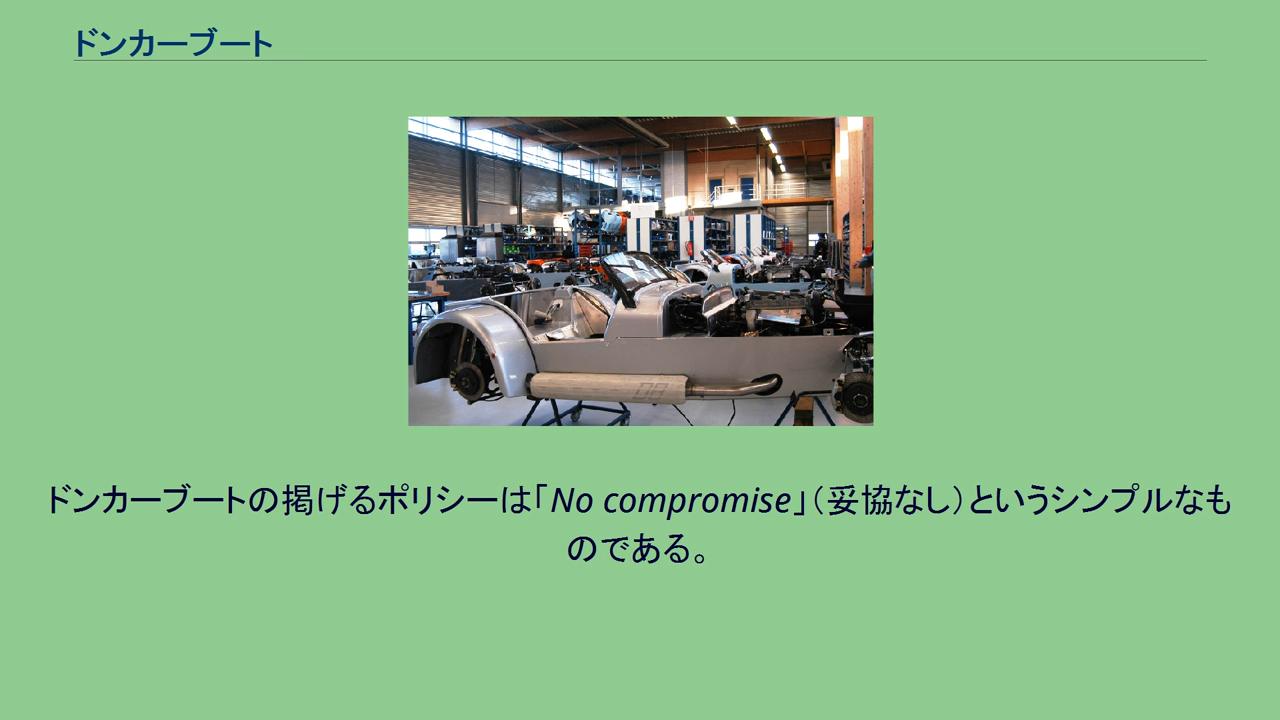 ドンカーブート
ドンカーブートの掲げるポリシーは「No compromise」（妥協なし）というシンプルなも
のである。